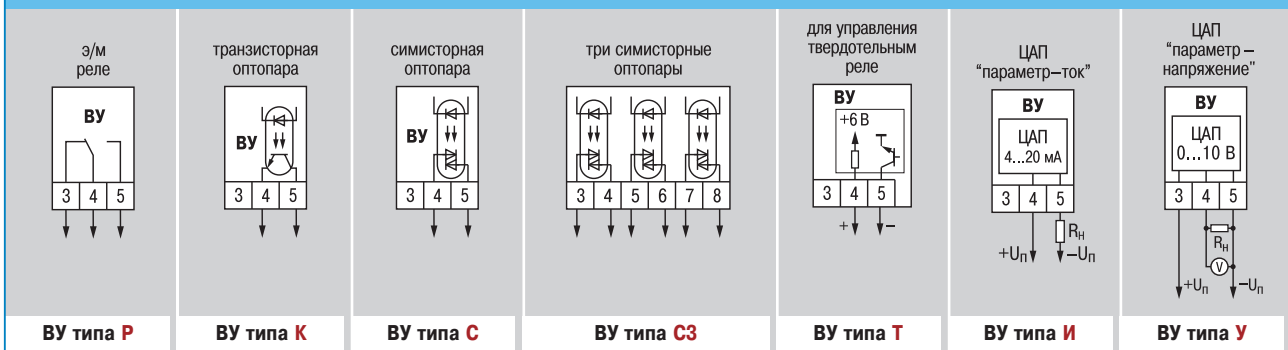 э/м
реле
ВУ
3 4 5
ВУ типа Р
транзисторная
оптопара
ВУ
3 4 5
ВУ типа К
симисторная
оптопара
ВУ
3 4 5
ВУ типа С
три симисторные
оптопары
3 4 5 6 7 8
ВУ типа С3
для управления
твердотельным
реле
ВУ
+6 В
3 4 5
+ –
ВУ типа Т
ЦАП
“параметр–ток”
ВУ
ЦАП
4...20 мА
3 4 5
Rн
+Uп –Uп
ВУ типа И
ЦАП
“параметр –
напряжение”
ВУ
ЦАП
0...10 В
3 4 5
Rн
V
+Uп –Uп
ВУ типа У